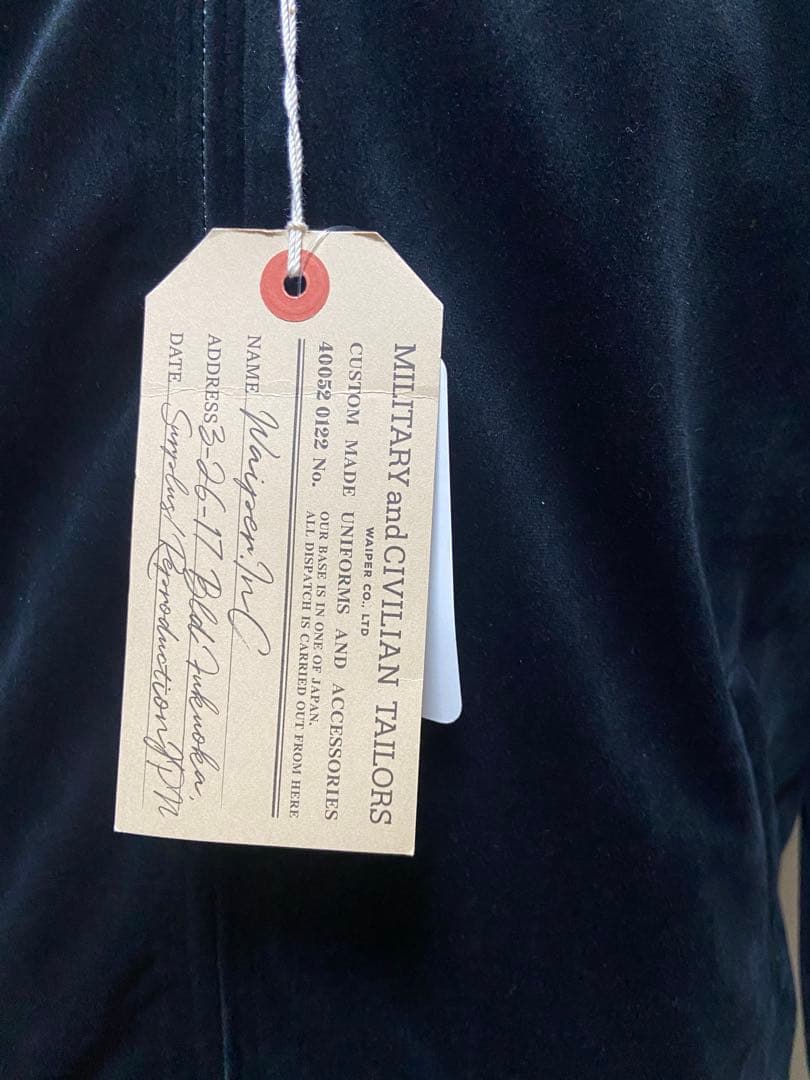 MILITARY and CIVILIAN TAILORS
WAIPER CO., LTD
CUSTOM MADE UNIFORMS AND ACCESSORIES
40052 0122 No.
OUR BASE IS IN ONE OF JAPAN.
ALL DISPATCH IS CARRIED OUT FROM HERE
NAME Waiper.InC
ADDRESS 3-26-17 Bld. Fukuoka.
DATE Surplus/Reproduction JPN